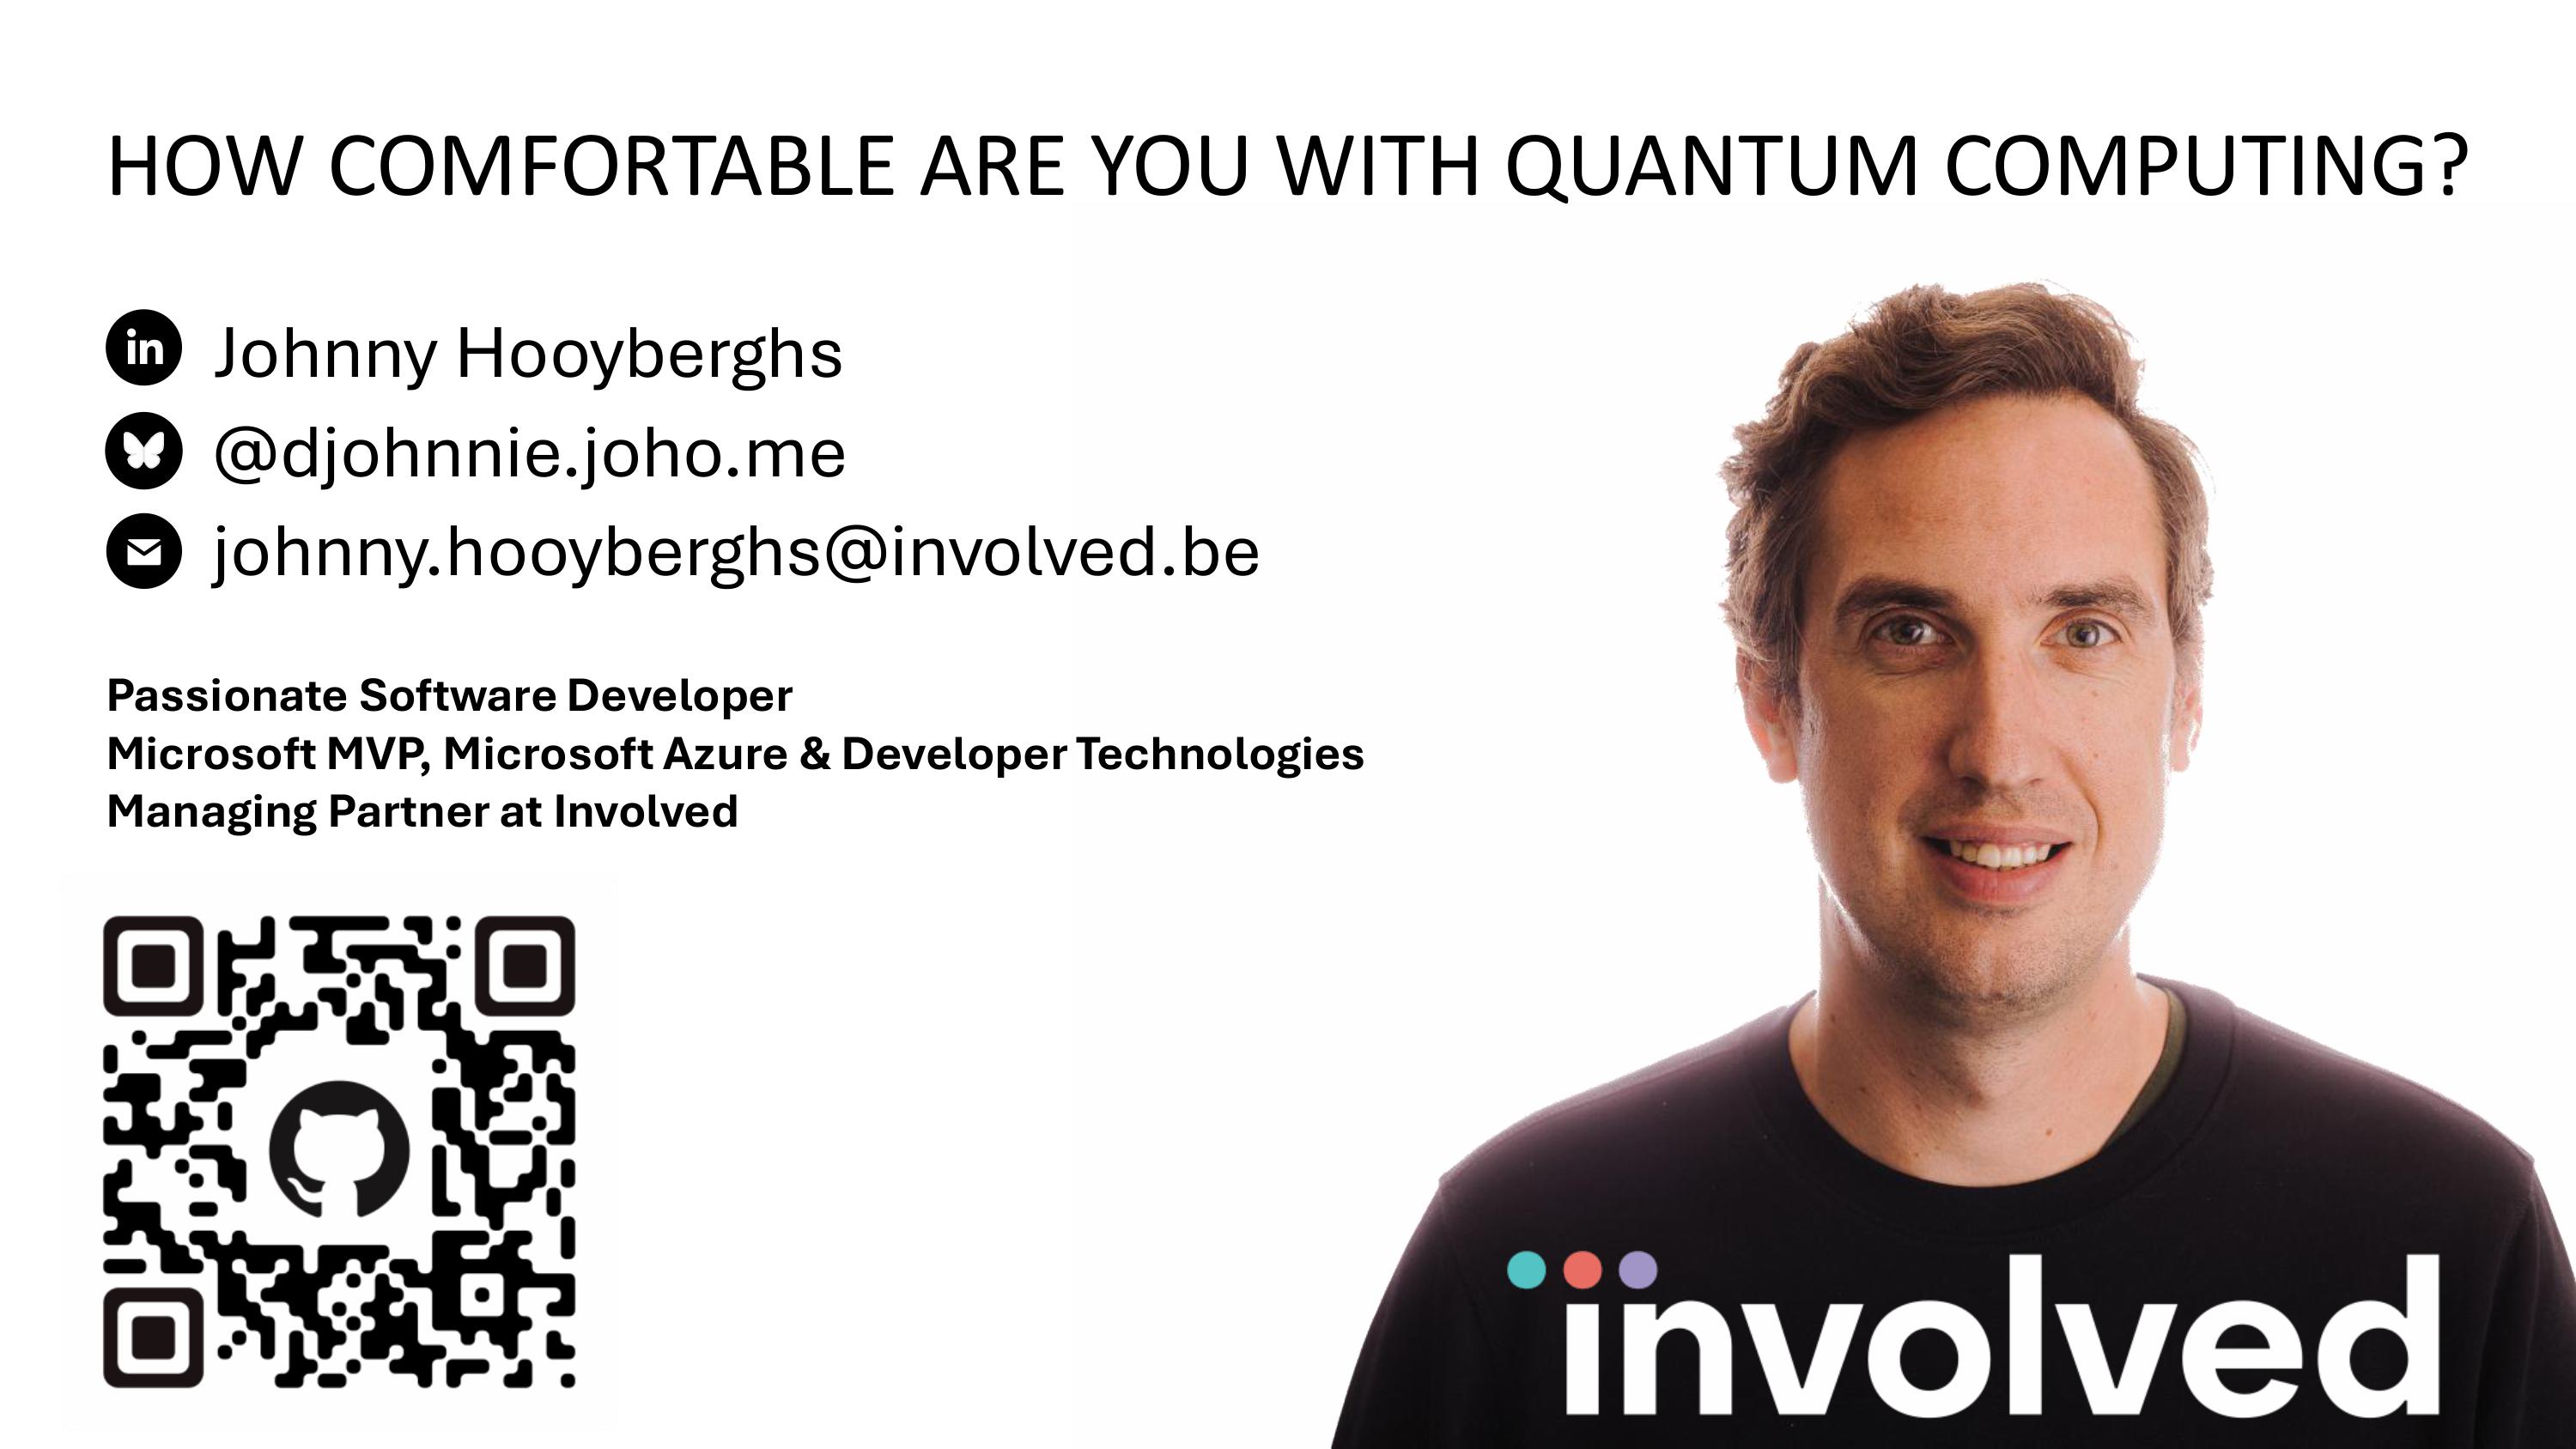 HOW COMFORTABLE ARE YOU WITH QUANTUM COMPUTING?
in Johnny Hooyberghs
@djohnnie.joho.me
johnny.hooyberghs@involved.be
Passionate Software Developer
Microsoft MVP, Microsoft Azure & Developer Technologies
Managing Partner at Involved
involved